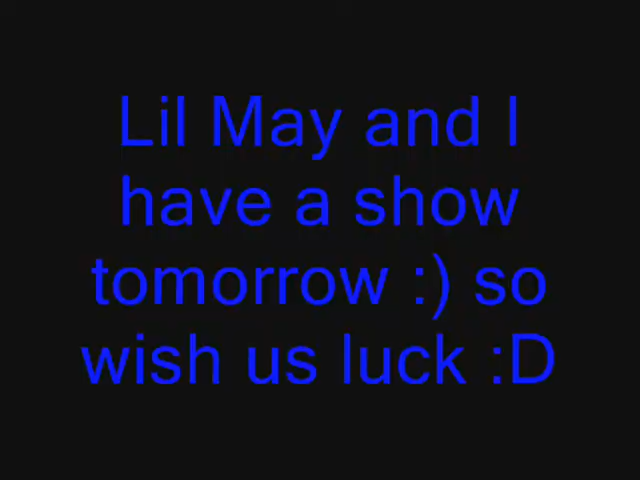 Lil May and I
have a show
tomorrow :) so
wish us luck :D